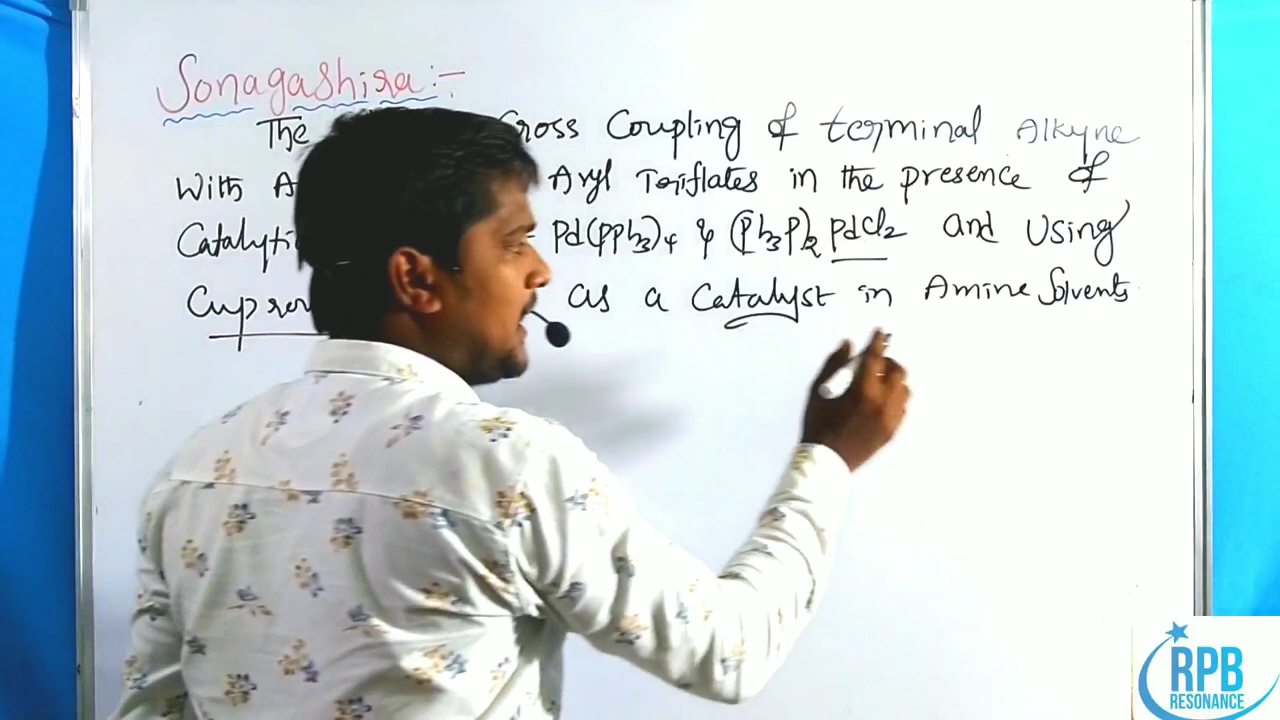 Sonagashira:-
The Cross Coupling of terminal Alkyne
With A Aryl Triflates in the presence of
Catalyti Pd(PPh3)4 & (Ph3P)2 PdCl2 and Using
Cuprou as a Catalyst in Amine Solvents
RPB
RESONANCE